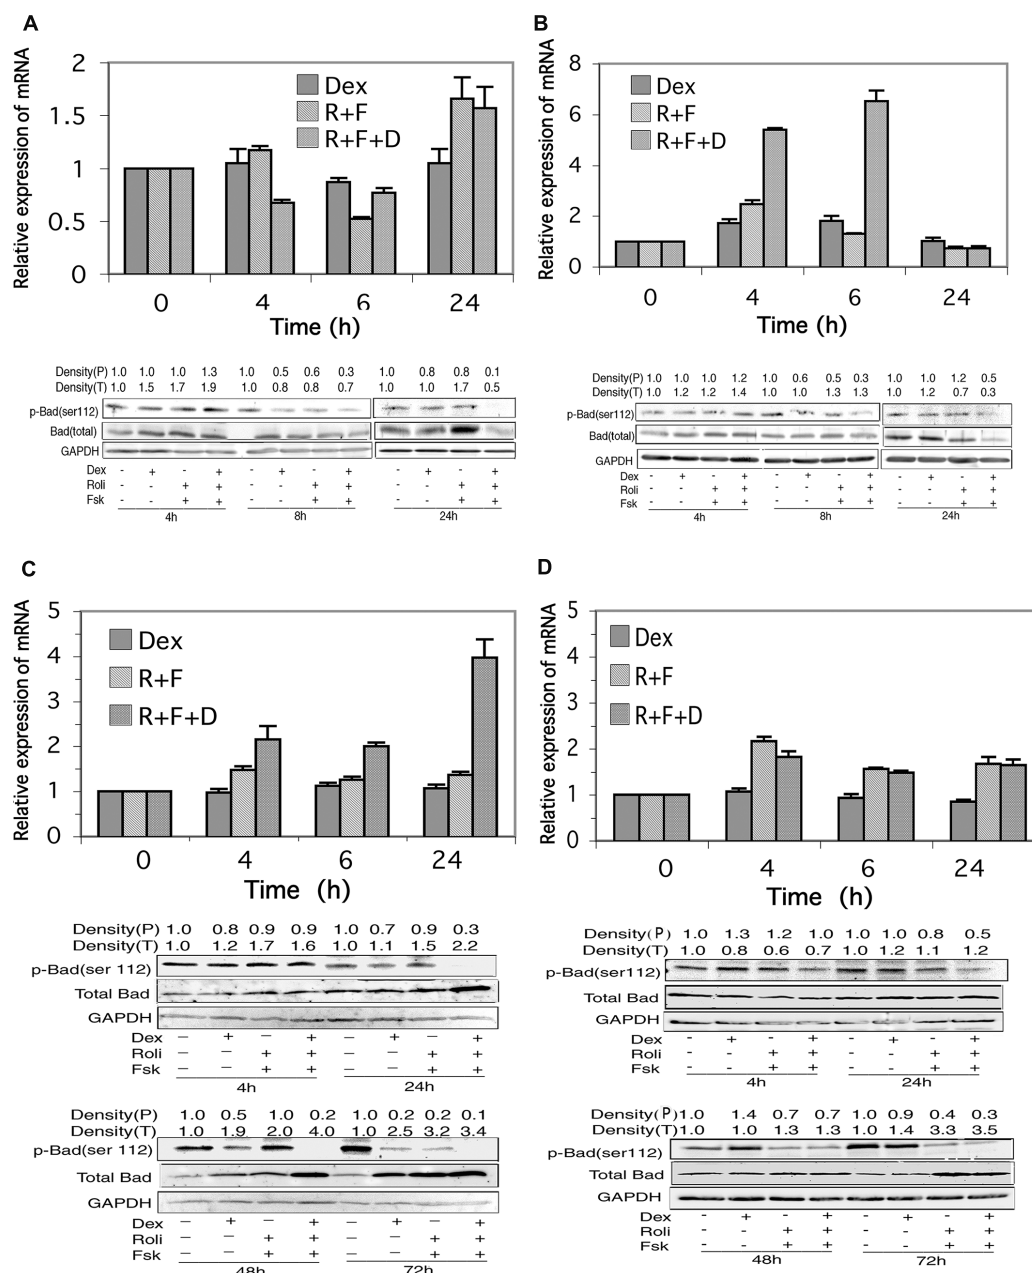 A
Relative expression of mRNA
2
1.5
1
0.5
0
Dex
R+F
R+F+D
0 4 6 24
Time (h)
Density(P) 1.0 1.0 1.0 1.3 1.0 0.5 0.6 0.3 1.0 0.8 0.8 0.1
Density(T) 1.0 1.5 1.7 1.9 1.0 0.8 0.8 0.7 1.0 1.0 1.7 0.5
p-Bad(ser112)
Bad(total)
GAPDH
Dex - + - + - + - + - + - +
Roli - - + + - - + + - - + +
Fsk - - + + - - + + - - + +
4h 8h 24h
B
Relative expression of mRNA
8
6
4
2
0
Dex
R+F
R+F+D
0 4 6 24
Time (h)
Density(P) 1.0 1.0 1.0 1.2 1.0 0.6 0.5 0.3 1.0 1.0 1.2 0.5
Density(T) 1.0 1.2 1.2 1.4 1.0 1.0 1.3 1.3 1.0 1.2 0.7 0.3
p-Bad(ser112)
Bad(total)
GAPDH
Dex - + - + - + - + - + - +
Roli - - + + - - + + - - + +
Fsk - - + + - - + + - - + +
4h 8h 24h
C
Relative expression of mRNA
5
4
3
2
1
0
Dex
R+F
R+F+D
0 4 6 24
Time (h)
Density(P) 1.0 0.8 0.9 0.9 1.0 0.7 0.9 0.3
Density(T) 1.0 1.2 1.7 1.6 1.0 1.1 1.5 2.2
p-Bad(ser 112)
Total Bad
GAPDH
Dex - + - + - + - +
Roli - - + + - - + +
Fsk - - + + - - + +
4h 24h
Density(P) 1.0 0.5 1.0 0.2 1.0 0.2 0.2 0.1
Density(T) 1.0 1.9 2.0 4.0 1.0 2.5 3.2 3.4
p-Bad(ser 112)
Total Bad
GAPDH
Dex - + - + - + - +
Roli - - + + - - + +
Fsk - - + + - - + +
48h 72h
D
Relative expression of mRNA
5
4
3
2
1
0
Dex
R+F
R+F+D
0 4 6 24
Time (h)
Density(P) 1.0 1.3 1.2 1.0 1.0 1.0 0.8 0.5
Density(T) 1.0 0.8 0.6 0.7 1.0 1.2 1.1 1.2
p-Bad(ser112)
Total Bad
GAPDH
Dex - + - + - + - +
Roli - - + + - - + +
Fsk - - + + - - + +
4h 24h
Density(P) 1.0 1.4 0.7 0.7 1.0 0.9 0.4 0.3
Density(T) 1.0 1.0 1.3 1.3 1.0 1.4 3.3 3.5
p-Bad(ser112)
Total Bad
GAPDH
Dex - + - + - + - +
Roli - - + + - - + +
Fsk - - + + - - + +
48h 72h